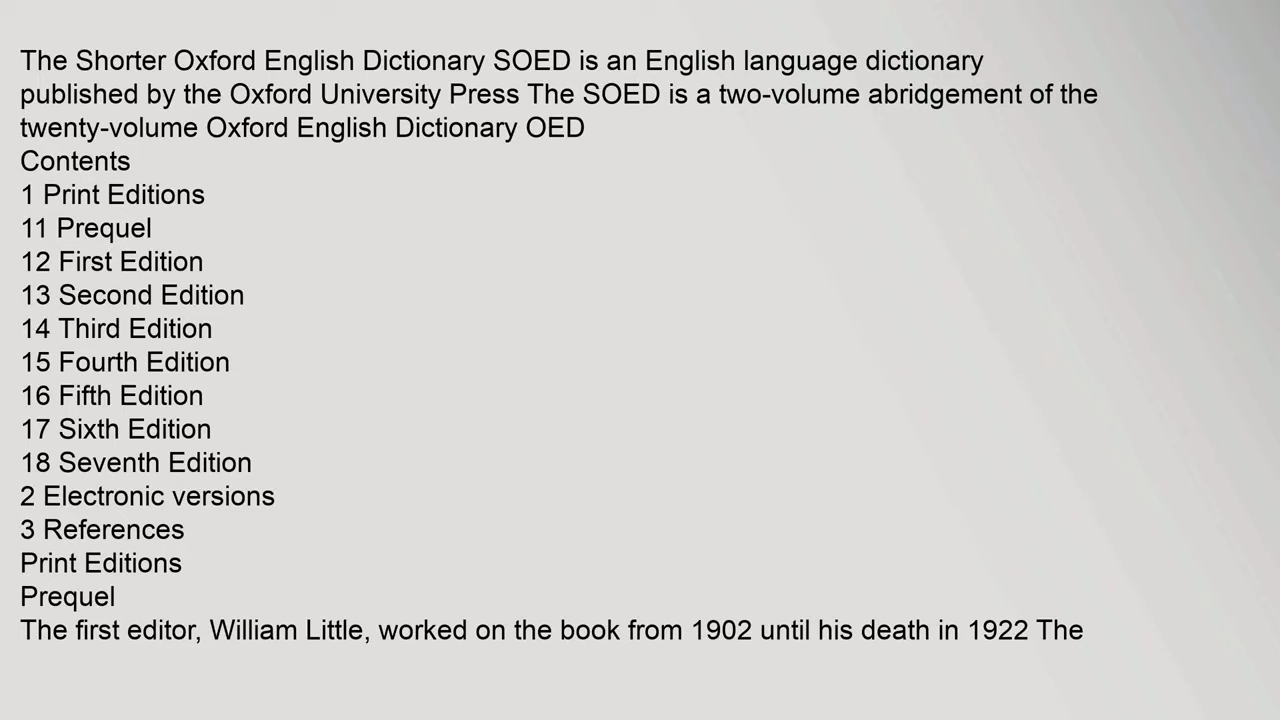 The Shorter Oxford English Dictionary SOED is an English language dictionary
published by the Oxford University Press The SOED is a two-volume abridgement of the
twenty-volume Oxford English Dictionary OED
Contents
1 Print Editions
11 Prequel
12 First Edition
13 Second Edition
14 Third Edition
15 Fourth Edition
16 Fifth Edition
17 Sixth Edition
18 Seventh Edition
2 Electronic versions
3 References
Print Editions
Prequel
The first editor, William Little, worked on the book from 1902 until his death in 1922 The